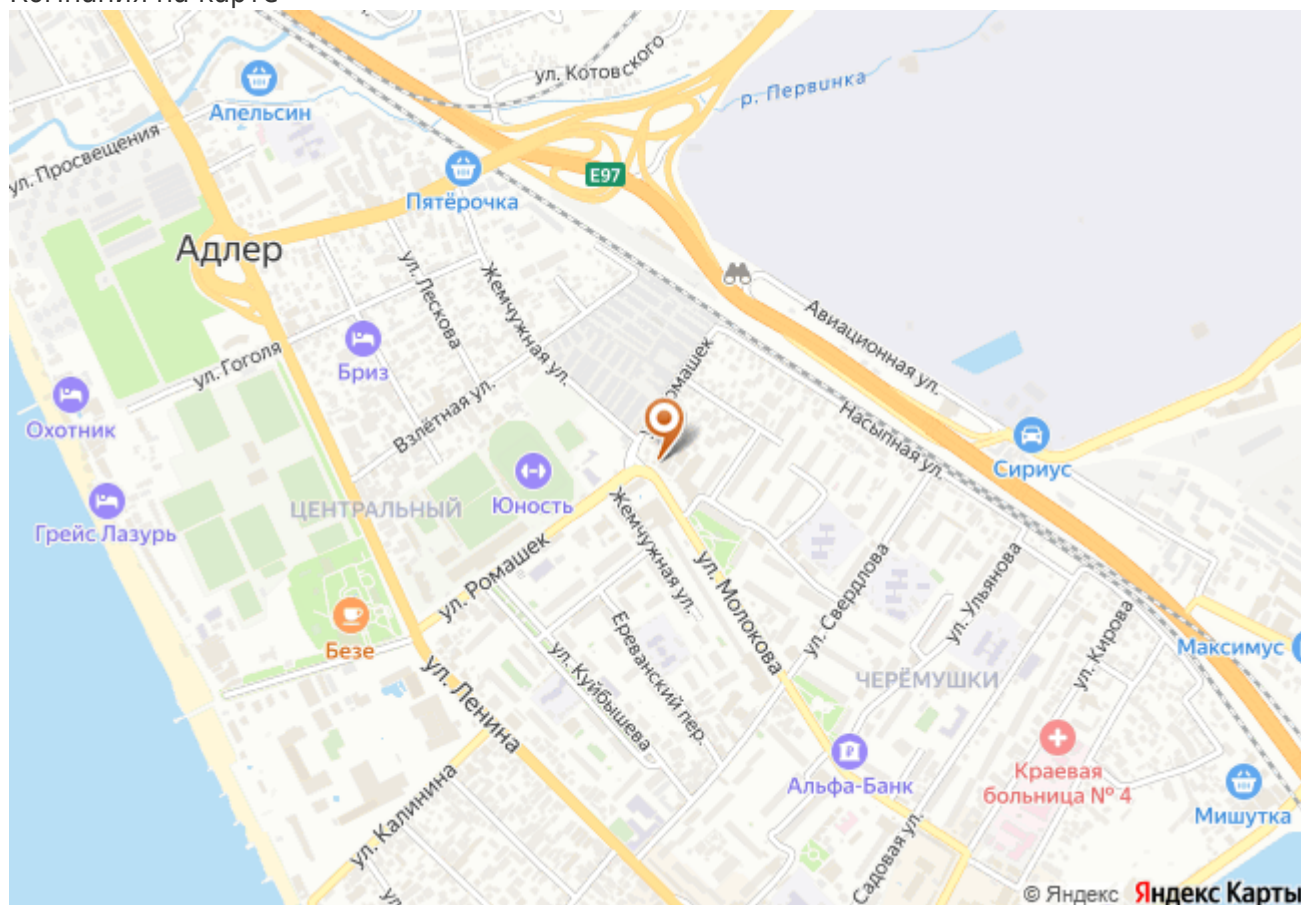 Компания на карте
ул. Котовского
р. Первинка
Апельсин
ул. Просвещения
E97
Пятёрочка
Адлер
ул. Лескова
Жемчужная ул.
Авиационная ул.
ул. Гоголя
Бриз
Взлётная ул.
Насыпная ул.
Охотник
Сириус
ЦЕНТРАЛЬНЫЙ
Юность
Грейс Лазурь
Жемчужная ул.
ул. Ромашек
ул. Молокова
ул. Свердлова
ул. Ульянова
ул. Кирова
Безе
Ереванский пер.
Максимус
ул. Куйбышева
ЧЕРЁМУШКИ
ул. Ленина
Альфа-Банк
Краевая
больница № 4
ул. Калинина
Мишутка
Садовая ул.
© Яндекс Яндекс Карты